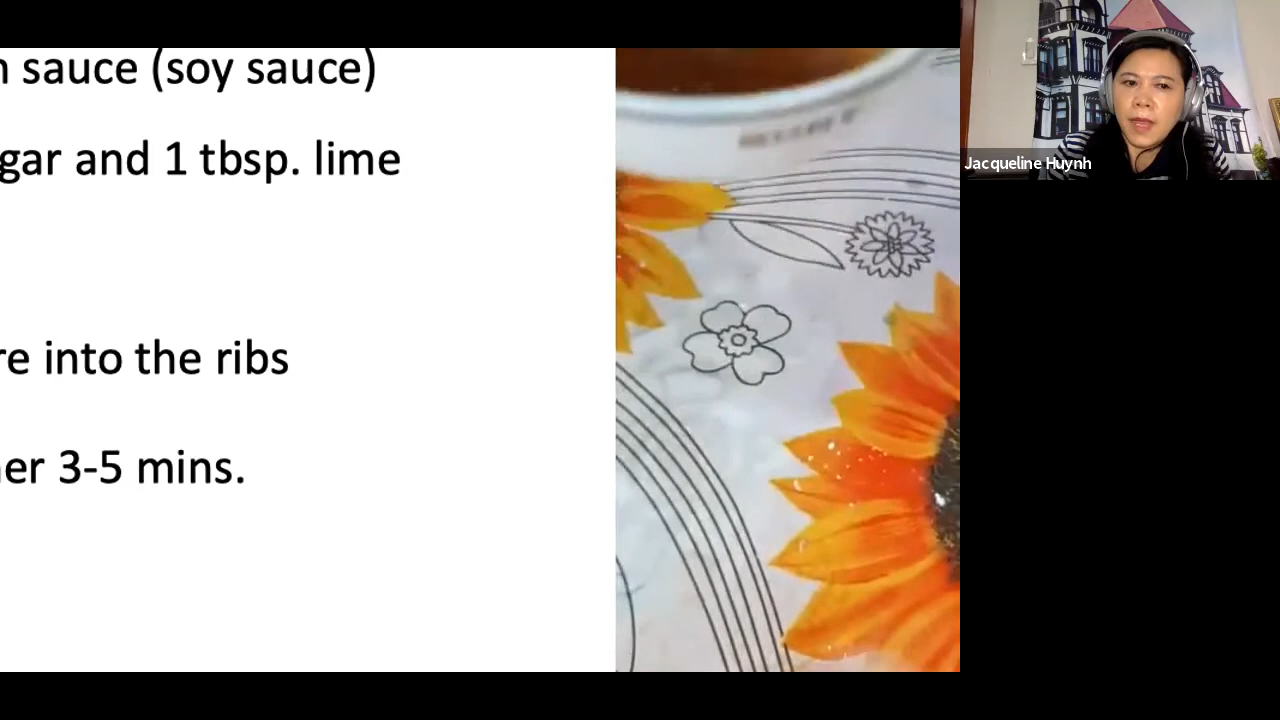 n sauce (soy sauce)
gar and 1 tbsp. lime
re into the ribs
er 3-5 mins.
Jacqueline Huynh